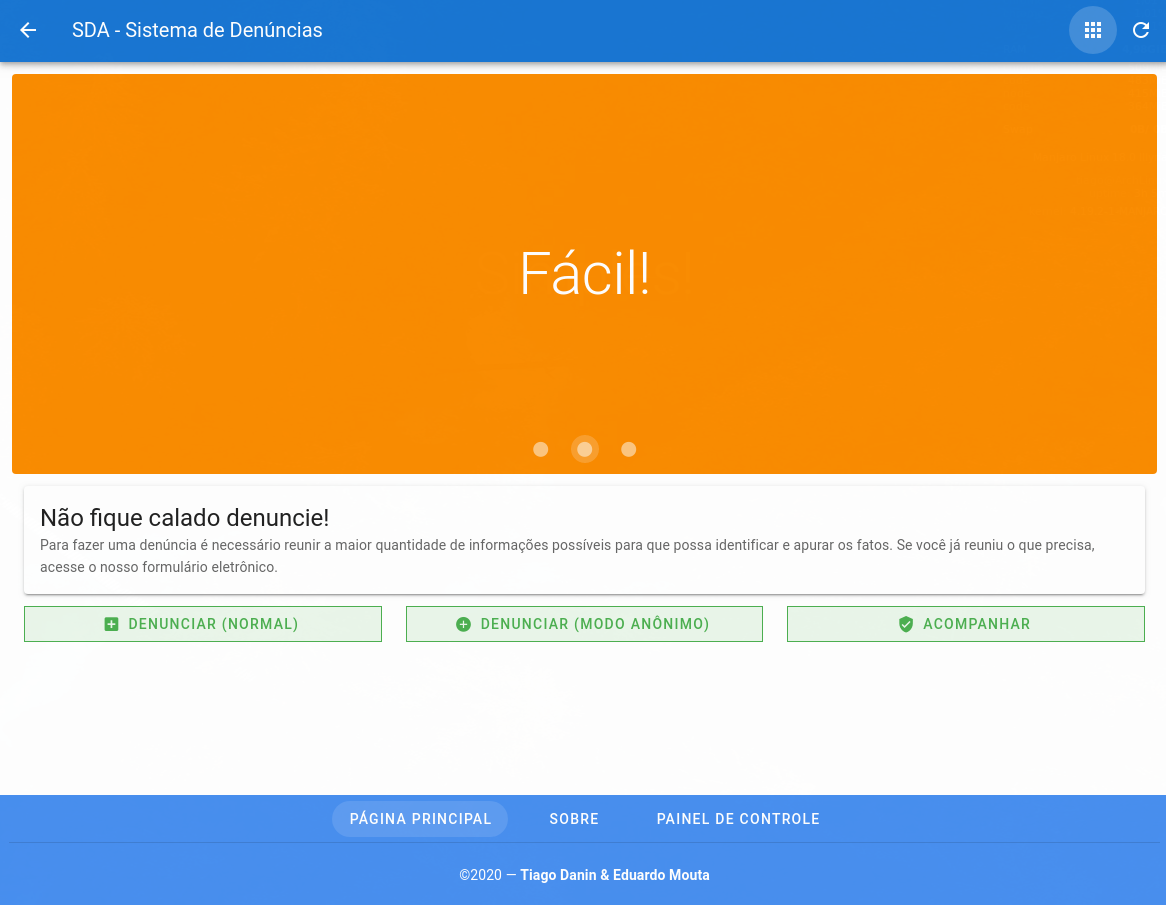 SDA - Sistema de Denúncias
Fácil!
Não fique calado denuncie!
Para fazer uma denúncia é necessário reunir a maior quantidade de informações possíveis para que possa identificar e apurar os fatos. Se você já reuniu o que precisa,
acesse o nosso formulário eletrônico.
DENUNCIAR (NORMAL)
DENUNCIAR (MODO ANÔNIMO)
ACOMPANHAR
PÁGINA PRINCIPAL
SOBRE
PAINEL DE CONTROLE
©2020 — Tiago Danin & Eduardo Mouta